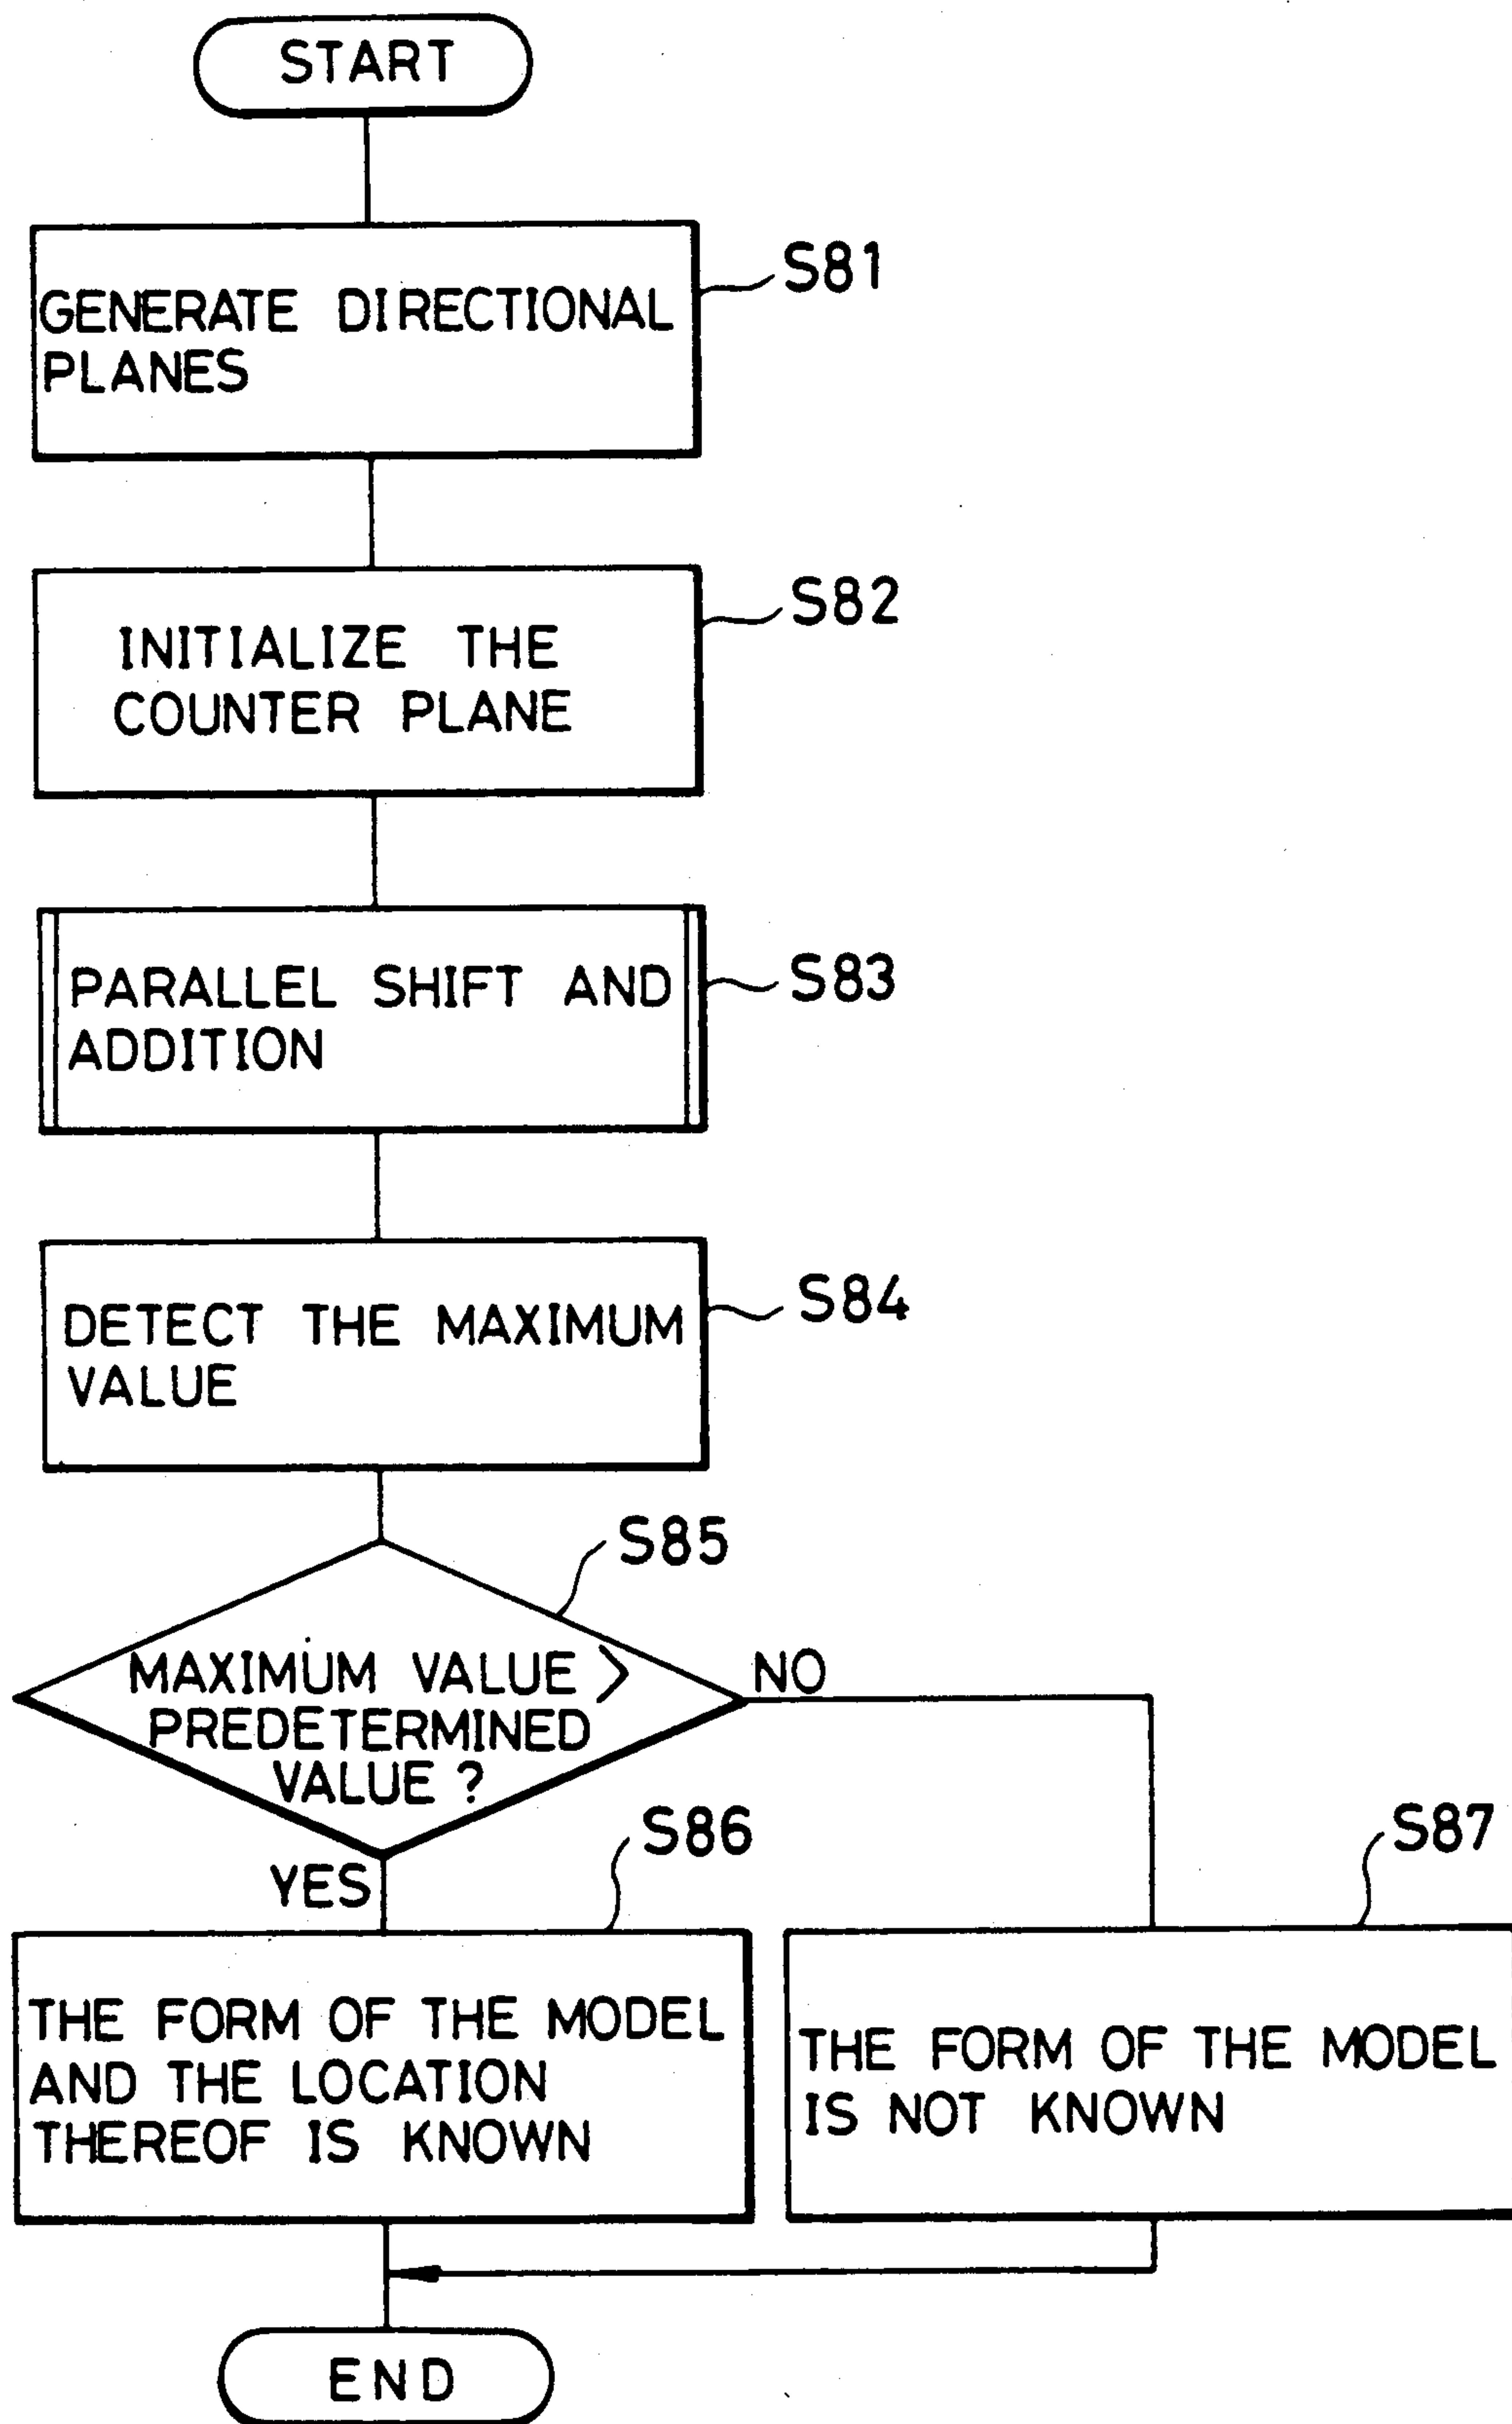 START
GENERATE DIRECTIONAL
PLANES
S81
INITIALIZE THE
COUNTER PLANE
S82
PARALLEL SHIFT AND
ADDITION
S83
DETECT THE MAXIMUM
VALUE
S84
S85
MAXIMUM VALUE >
PREDETERMINED
VALUE ?
NO
YES
S86
THE FORM OF THE MODEL
AND THE LOCATION
THEREOF IS KNOWN
S87
THE FORM OF THE MODEL
IS NOT KNOWN
END